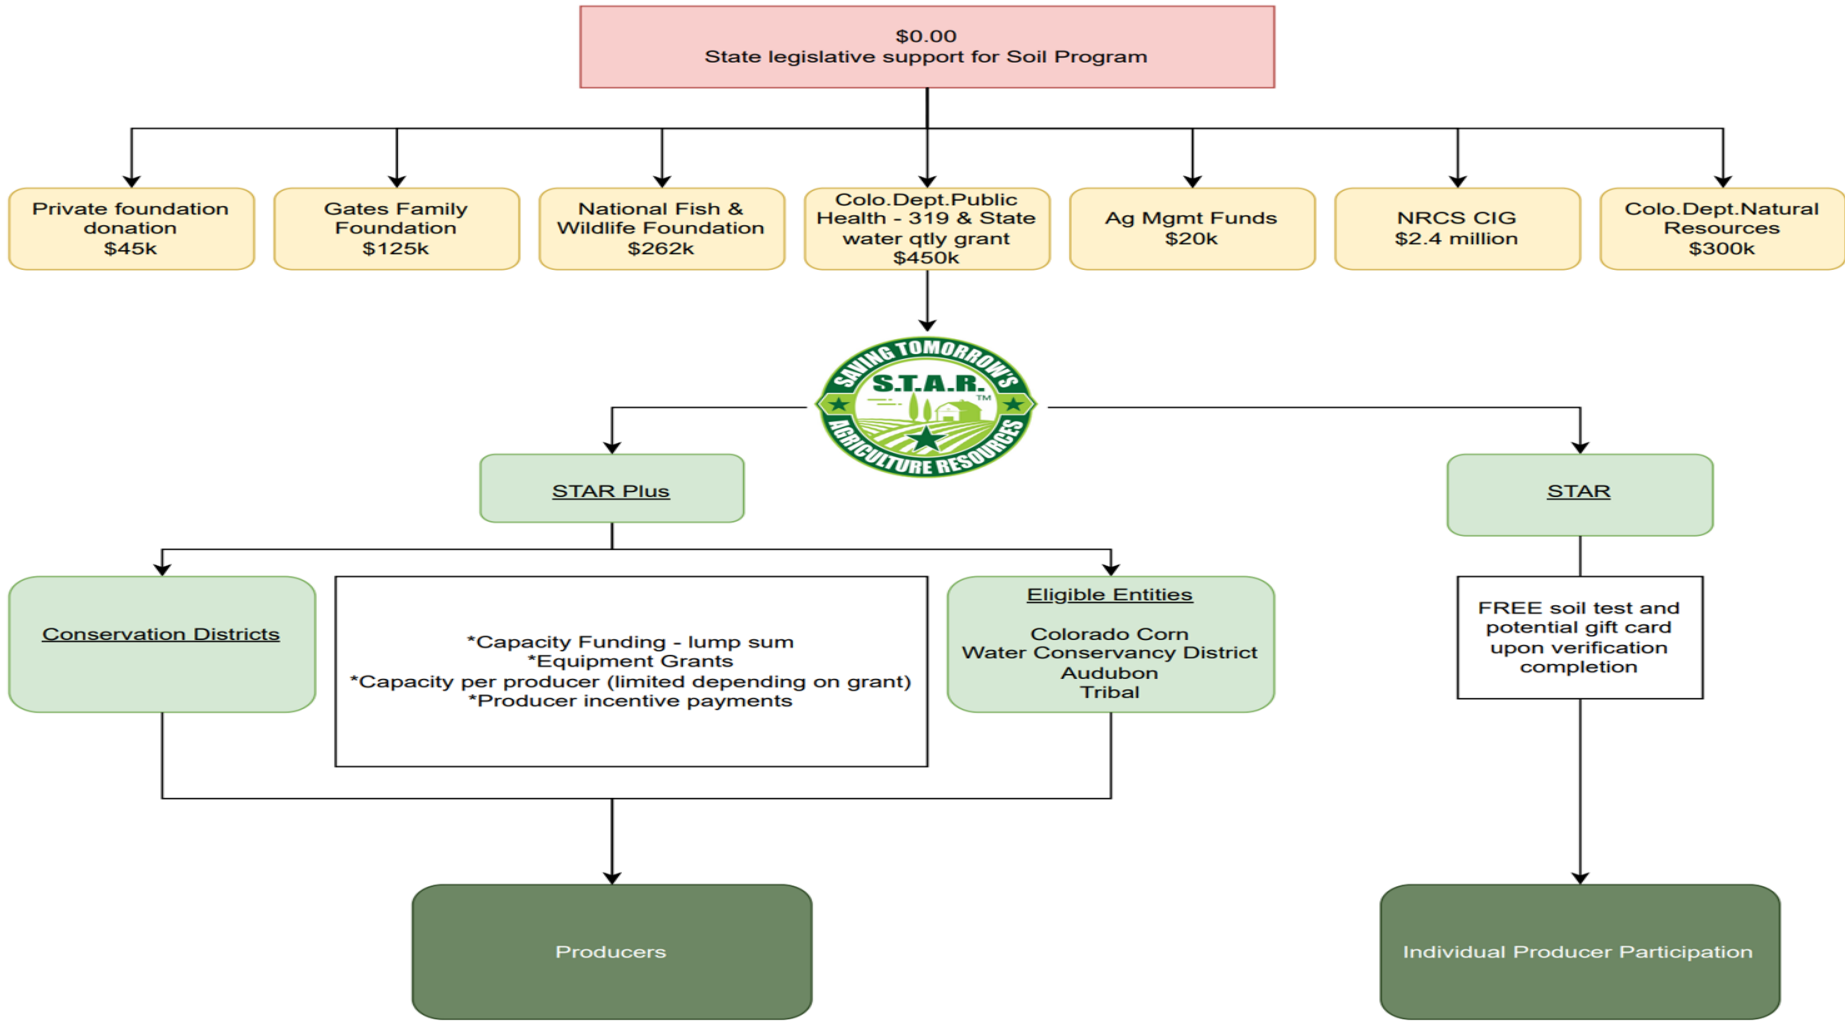 $0.00
State legislative support for Soil Program
Private foundation
donation
$45k
Gates Family
Foundation
$125k
National Fish &
Wildlife Foundation
$262k
Colo.Dept.Public
Health - 319 & State
water qtly grant
$450k
Ag Mgmt Funds
$20k
NRCS CIG
$2.4 million
Colo.Dept.Natural
Resources
$300k
SAVING TOMORROW'S
S.T.A.R.
TM
AGRICULTURE RESOURCES
STAR Plus
STAR
Conservation Districts
*Capacity Funding - lump sum
*Equipment Grants
*Capacity per producer (limited depending on grant)
*Producer incentive payments
Eligible Entities
Colorado Corn
Water Conservancy District
Audubon
Tribal
FREE soil test and
potential gift card
upon verification
completion
Producers
Individual Producer Participation